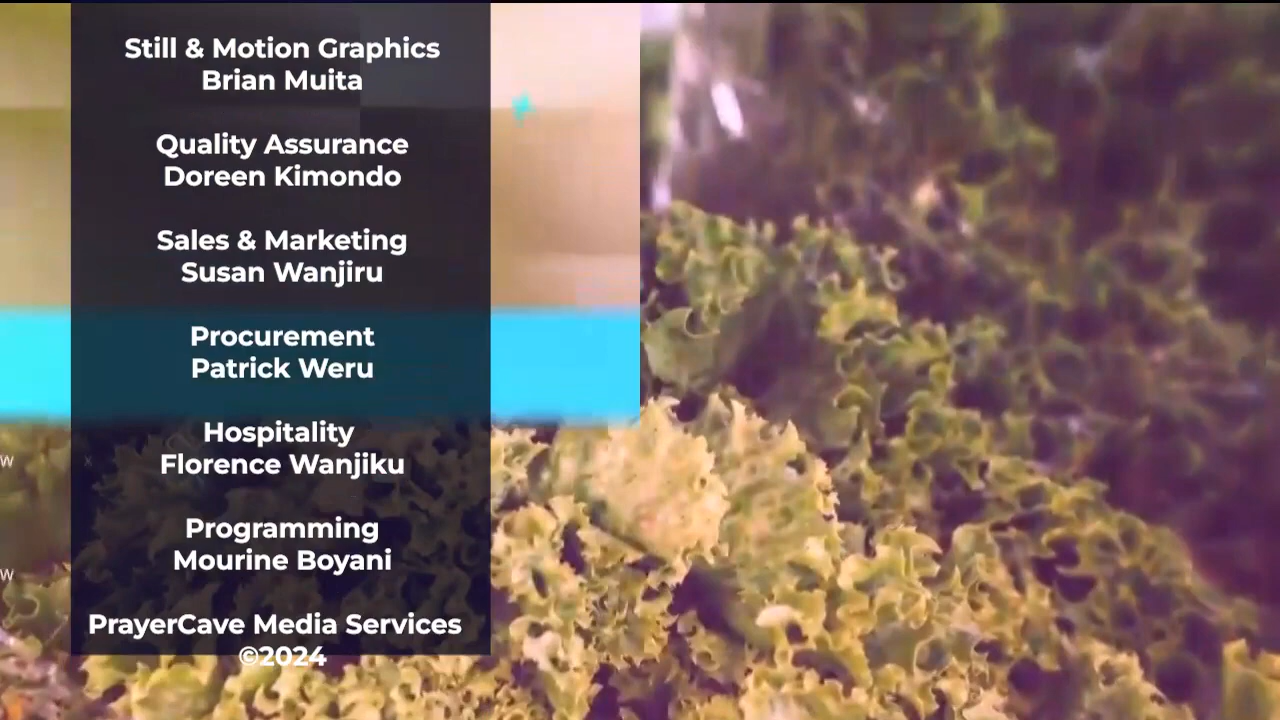 Still & Motion Graphics
Brian Muita
Quality Assurance
Doreen Kimondo
Sales & Marketing
Susan Wanjiru
Procurement
Patrick Weru
Hospitality
Florence Wanjiku
Programming
Mourine Boyani
PrayerCave Media Services
©2024